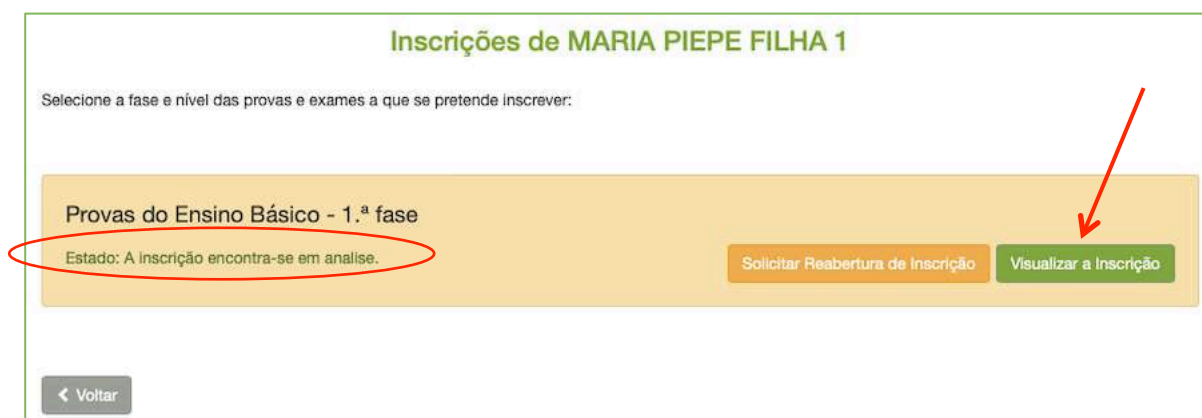 Inscrições de MARIA PIEPE FILHA 1
Selecione a fase e nível das provas e exames a que se pretende inscrever:
Provas do Ensino Básico - 1.ª fase
Estado: A inscrição encontra-se em analise.
Solicitar Reabertura de Inscrição
Visualizar a Inscrição
Voltar